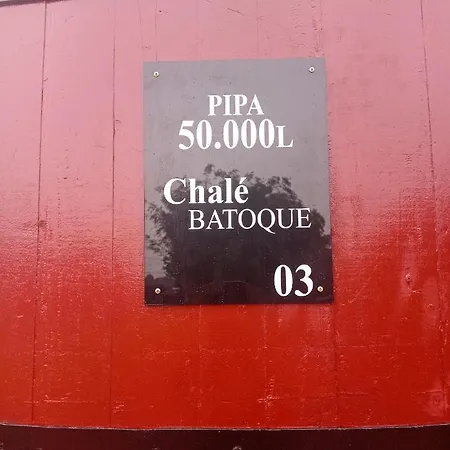 PIPA
50.000L
Chalé
BATOQUE
03